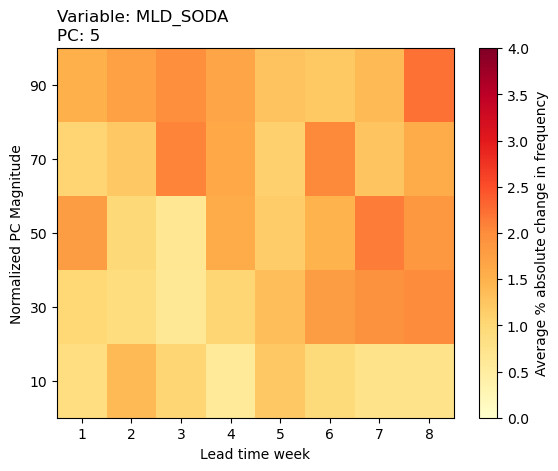 Variable: MLD_SODA
PC: 5
Normalized PC Magnitude
90
70
50
30
10
1 2 3 4 5 6 7 8
Lead time week
4.0
3.5
3.0
2.5
2.0
1.5
1.0
0.5
0.0
Average % absolute change in frequency